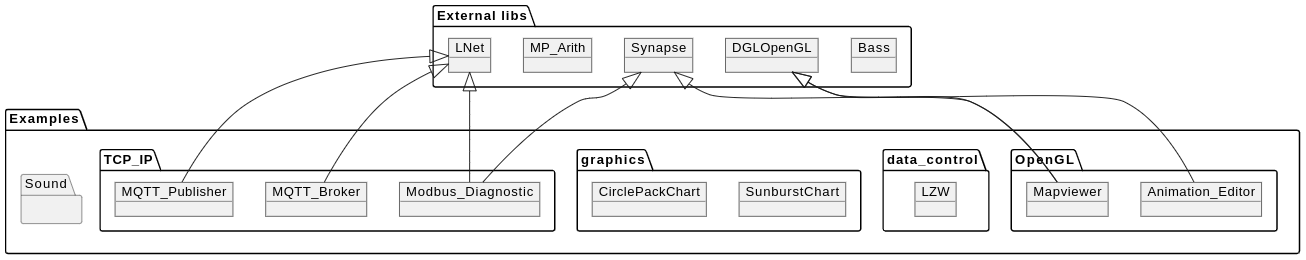 External libs
LNet
MP_Arith
Synapse
DGLOpenGL
Bass
Examples
Sound
TCP_IP
MQTT_Publisher
MQTT_Broker
Modbus_Diagnostic
graphics
CirclePackChart
SunburstChart
data_control
LZW
OpenGL
Mapviewer
Animation_Editor